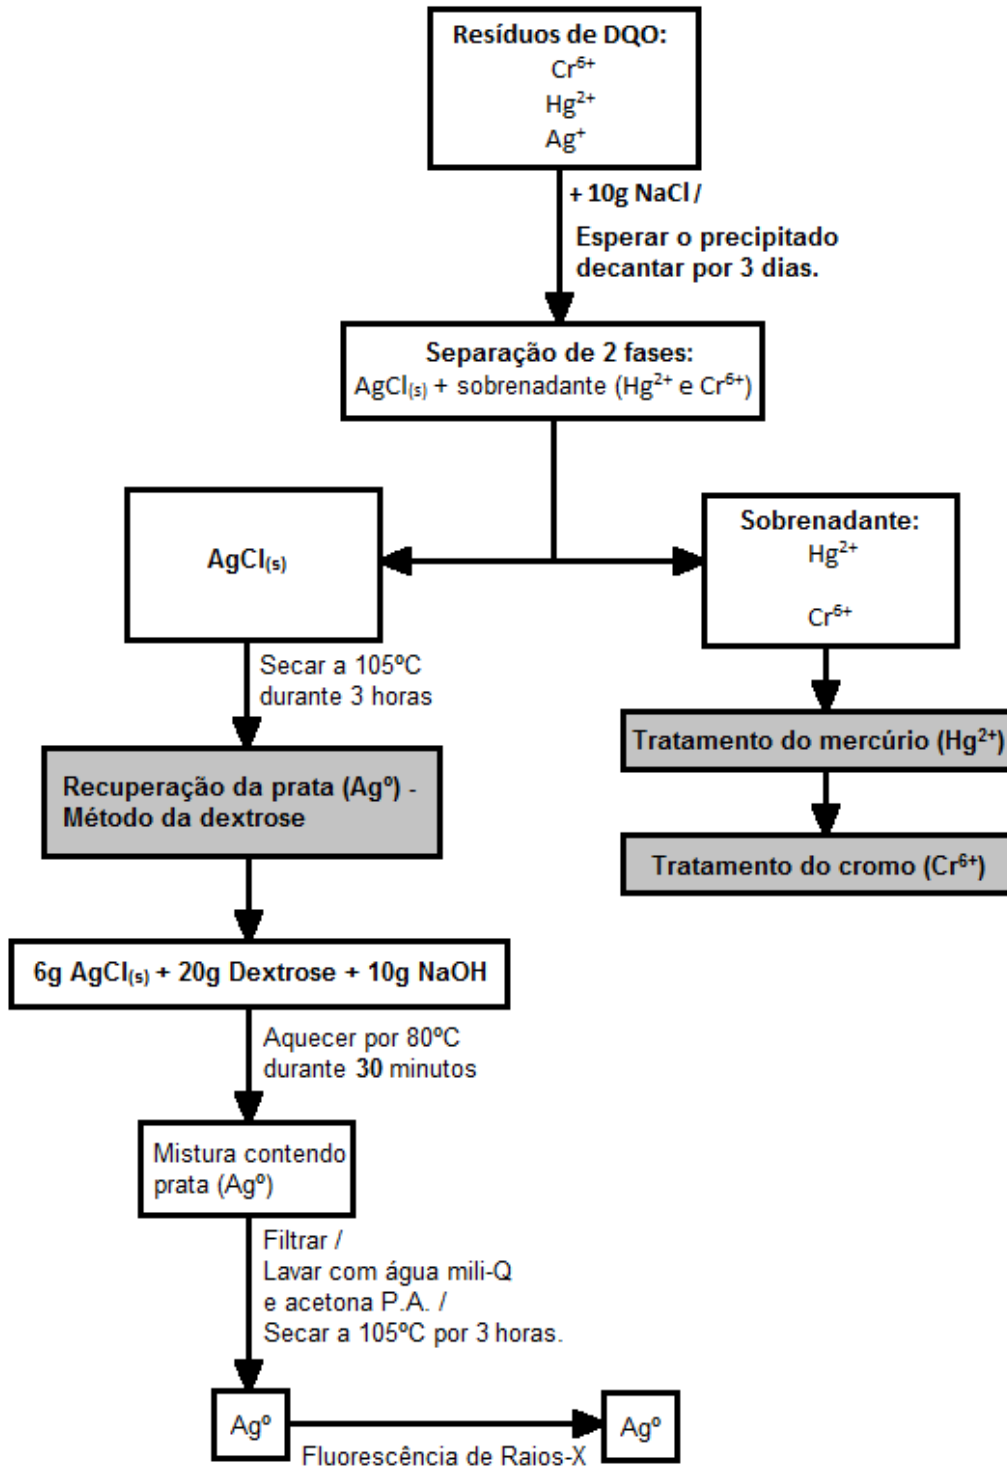 Resíduos de DQO:
Cr⁶⁺
Hg²⁺
Ag⁺
+ 10g NaCl /
Esperar o precipitado
decantar por 3 dias.
Separação de 2 fases:
AgCl₍ₛ₎ + sobrenadante (Hg²⁺ e Cr⁶⁺)
AgCl₍ₛ₎
Sobrenadante:
Hg²⁺
Cr⁶⁺
Secar a 105ºC
durante 3 horas
Tratamento do mercúrio (Hg²⁺)
Recuperação da prata (Agº) -
Método da dextrose
Tratamento do cromo (Cr⁶⁺)
6g AgCl₍ₛ₎ + 20g Dextrose + 10g NaOH
Aquecer por 80ºC
durante 30 minutos
Mistura contendo
prata (Agº)
Filtrar /
Lavar com água mili-Q
e acetona P.A. /
Secar a 105ºC por 3 horas.
Agº
Fluorescência de Raios-X
Agº